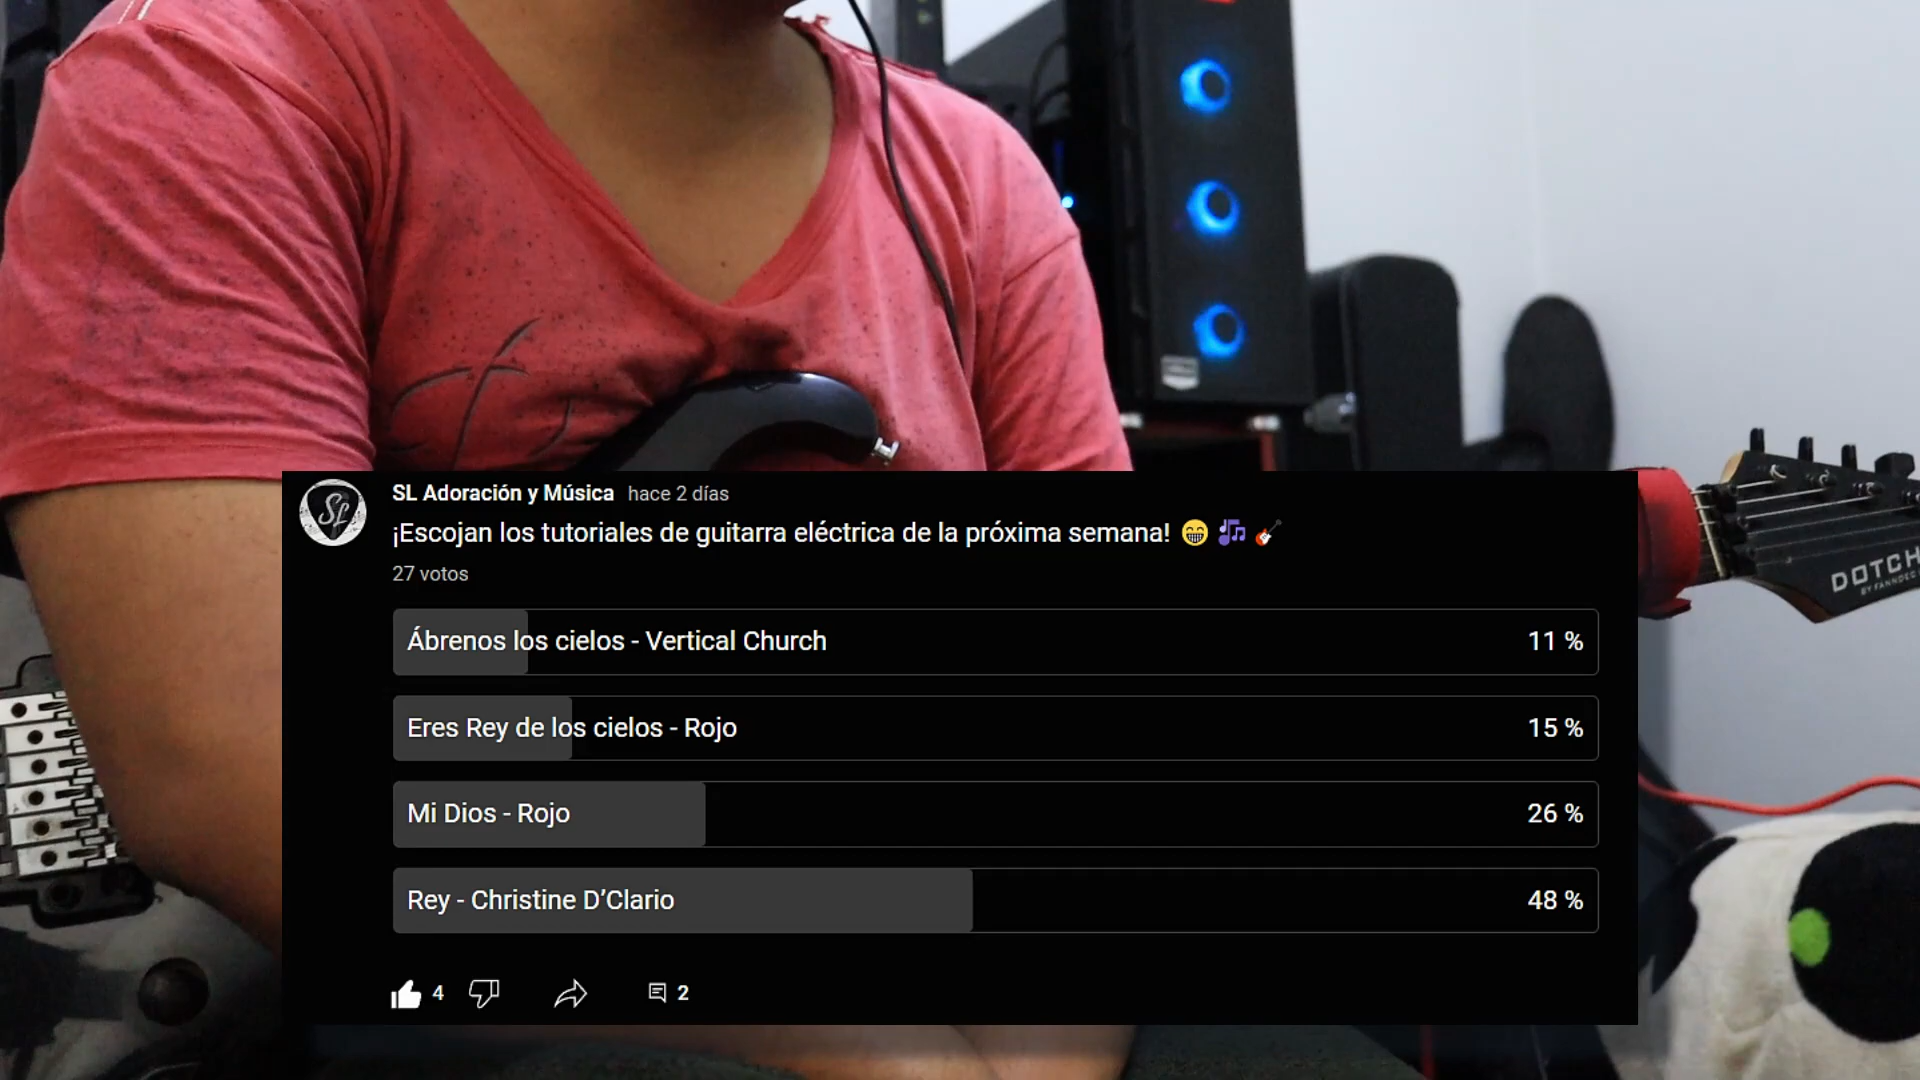 SL Adoración y Música hace 2 días
¡Escojan los tutoriales de guitarra eléctrica de la próxima semana! 😁 🎶 🎸
27 votos
Ábrenos los cielos - Vertical Church 11 %
Eres Rey de los cielos - Rojo 15 %
Mi Dios - Rojo 26 %
Rey - Christine D’Clario 48 %
4 2
SL
DOTCH